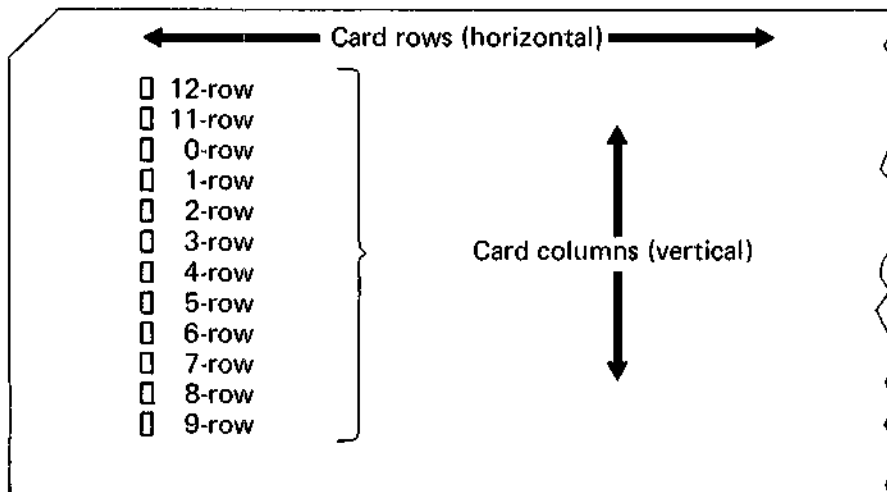 Card rows (horizontal)
12-row
11-row
0-row
1-row
2-row
3-row
Card columns (vertical)
4-row
5-row
6-row
7-row
8-row
9-row